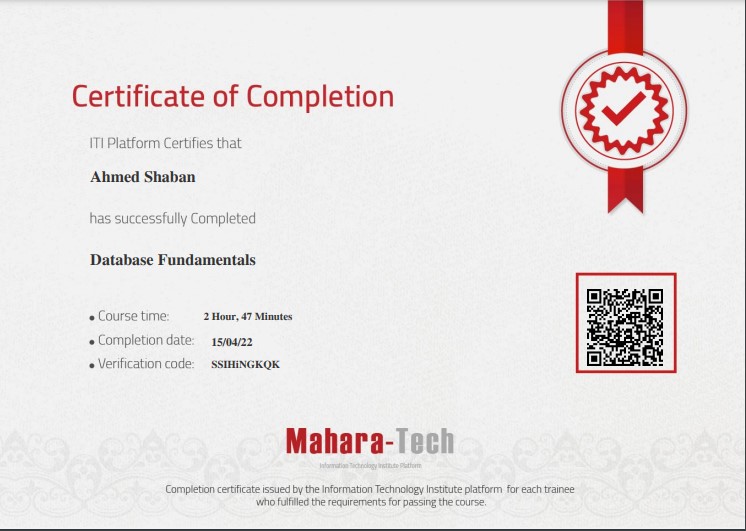 Certificate of Completion
ITI Platform Certifies that
Ahmed Shaban
has successfully Completed
Database Fundamentals
Course time: 2 Hour, 47 Minutes
Completion date: 15/04/22
Verification code: SSIHiNGKQK
Mahara-Tech
Information Technology Institute Platform
Completion certificate issued by the Information Technology Institute platform for each trainee
who fulfilled the requirements for passing the course.